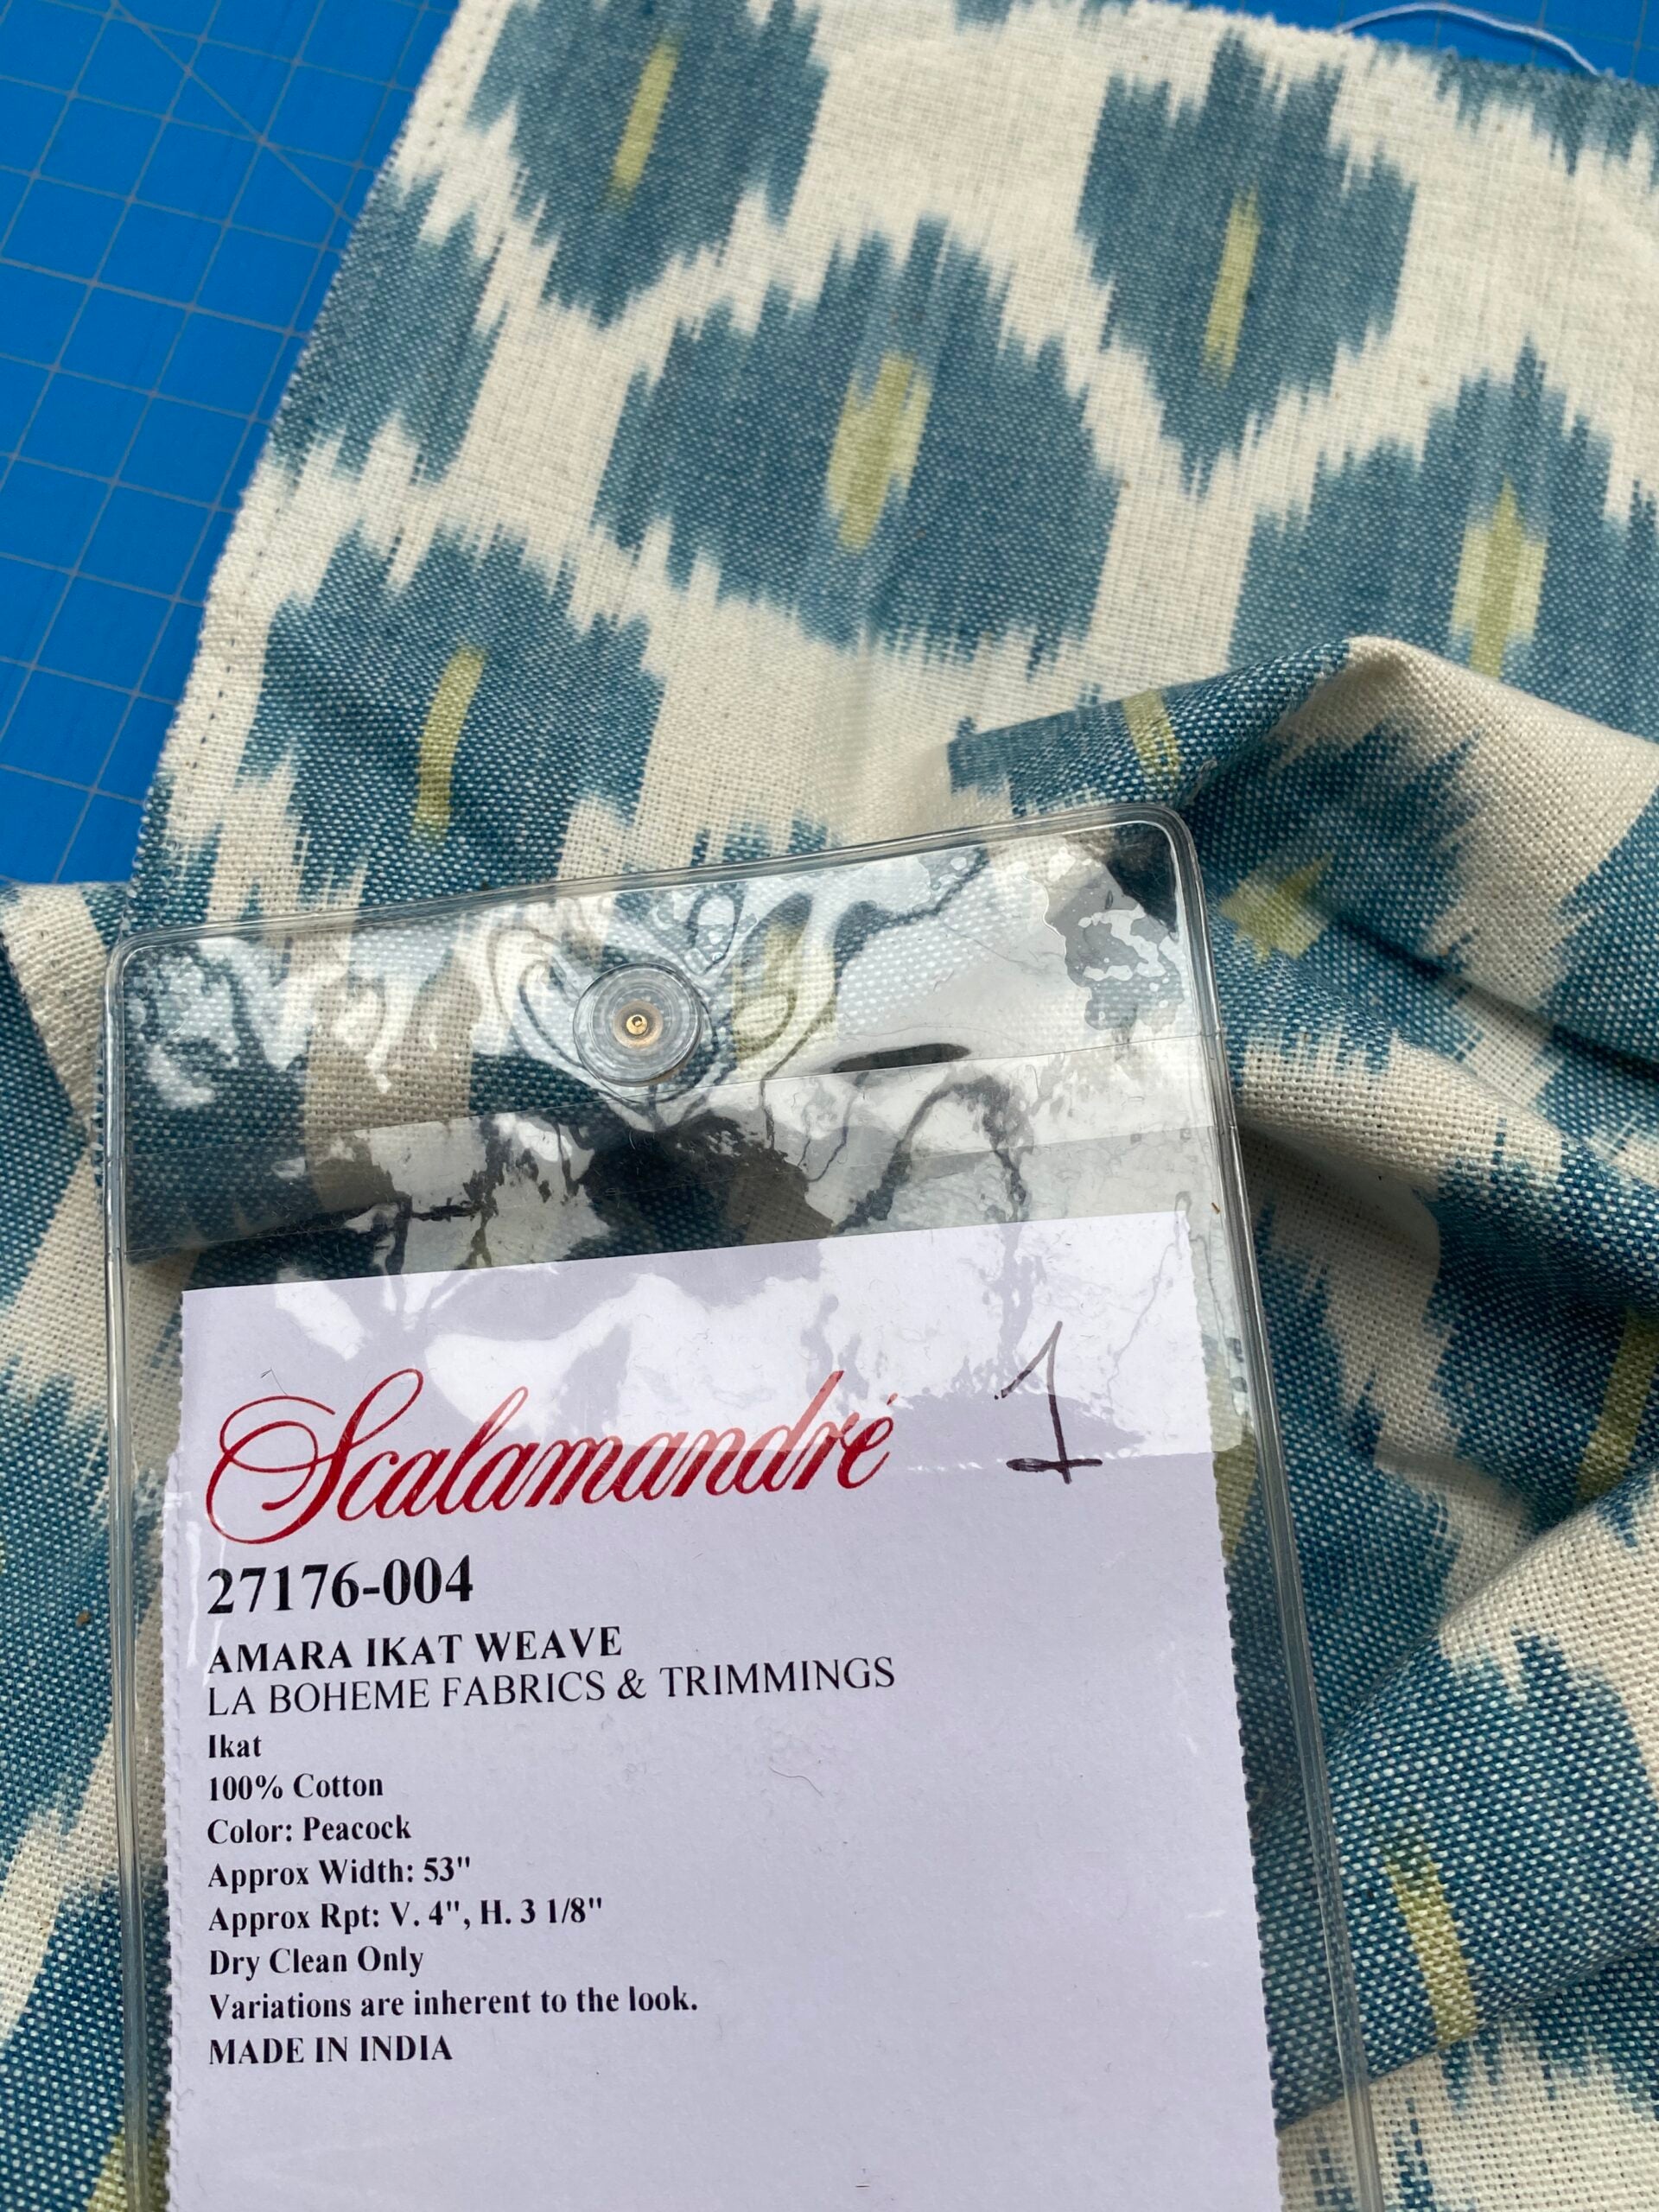 Scalamandré 1
27176-004
AMARA IKAT WEAVE
LA BOHEME FABRICS & TRIMMINGS
Ikat
100% Cotton
Color: Peacock
Approx Width: 53"
Approx Rpt: V. 4", H. 3 1/8"
Dry Clean Only
Variations are inherent to the look.
MADE IN INDIA